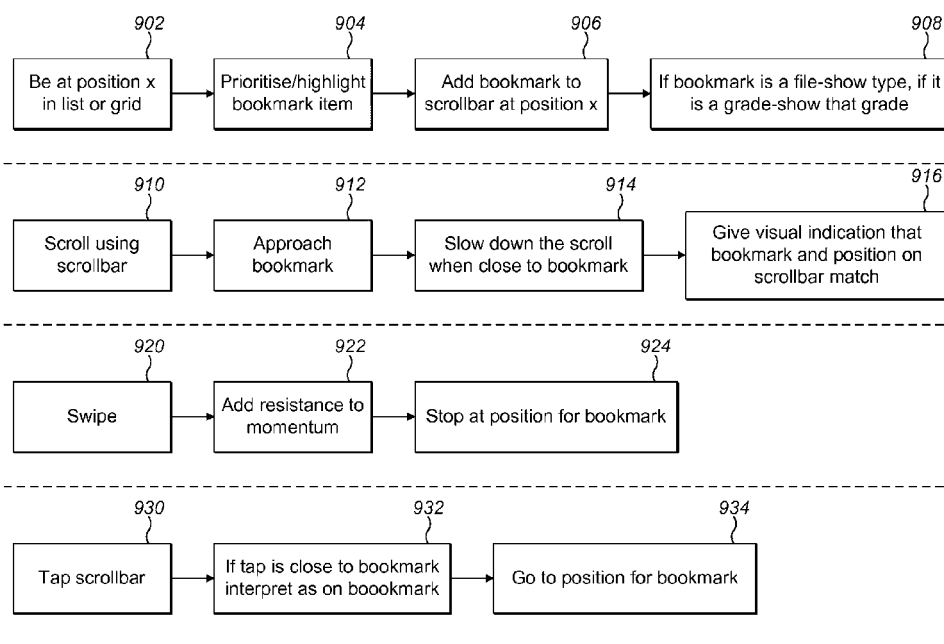 902 904 906 908
Be at position x
in list or grid
Prioritise/highlight
bookmark item
Add bookmark to
scrollbar at position x
If bookmark is a file-show type, if it
is a grade-show that grade
910 912 914 916
Scroll using
scrollbar
Approach
bookmark
Slow down the scroll
when close to bookmark
Give visual indication that
bookmark and position on
scrollbar match
920 922 924
Swipe
Add resistance to
momentum
Stop at position for bookmark
930 932 934
Tap scrollbar
If tap is close to bookmark
interpret as on boookmark
Go to position for bookmark